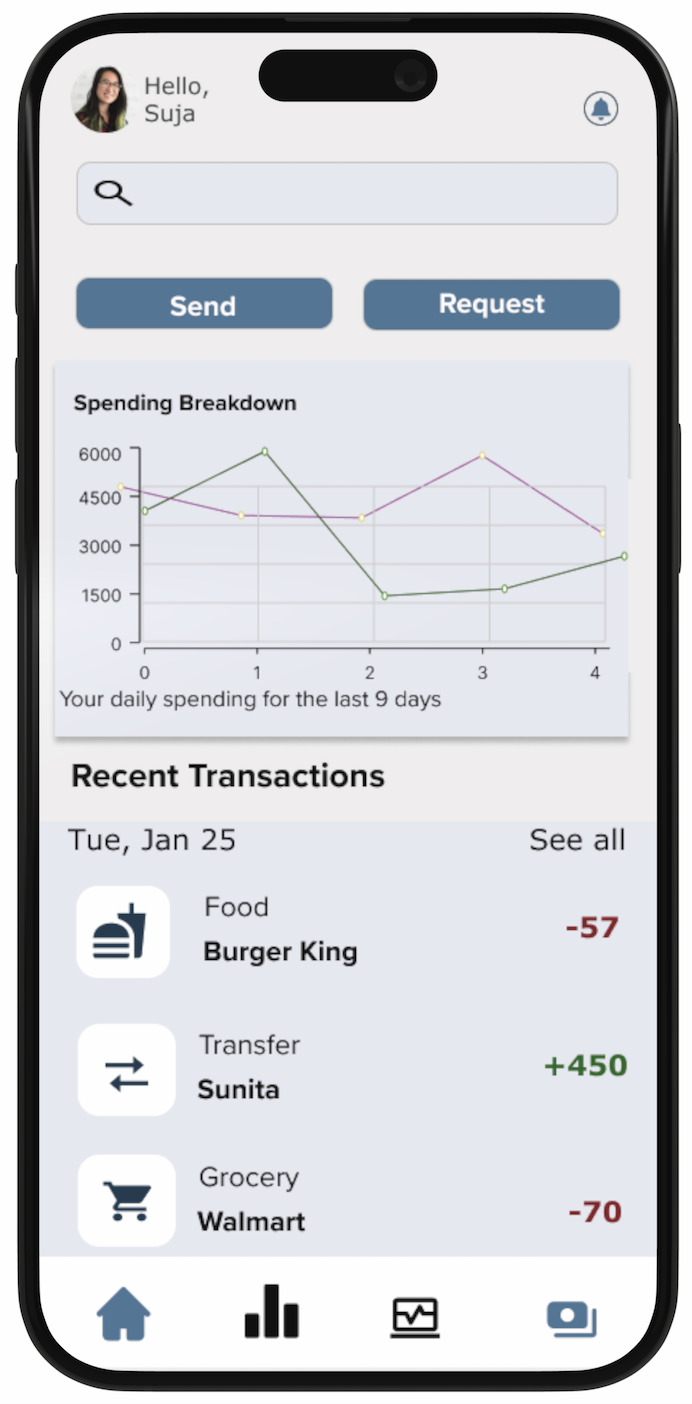 Hello,
Suja
Send
Request
Spending Breakdown
6000
4500
3000
1500
0
0 1 2 3 4
Your daily spending for the last 9 days
Recent Transactions
Tue, Jan 25 See all
Food
Burger King
-57
Transfer
Sunita
+450
Grocery
Walmart
-70